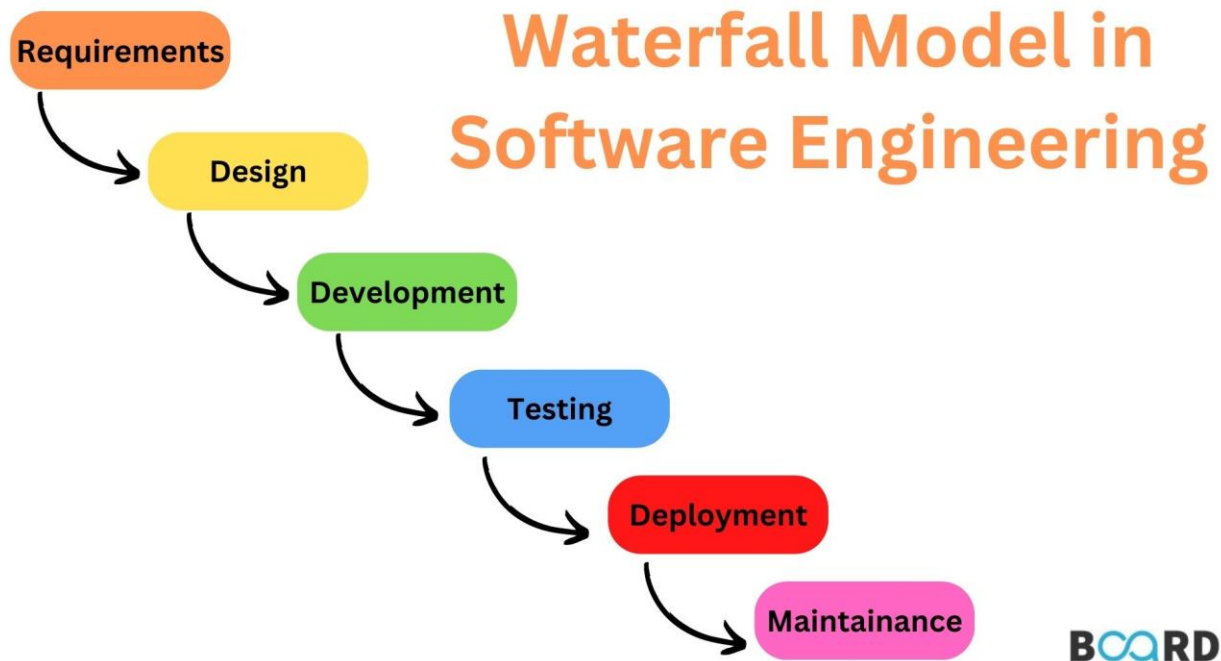 Waterfall Model in
Software Engineering
Requirements
Design
Development
Testing
Deployment
Maintainance
BOARD